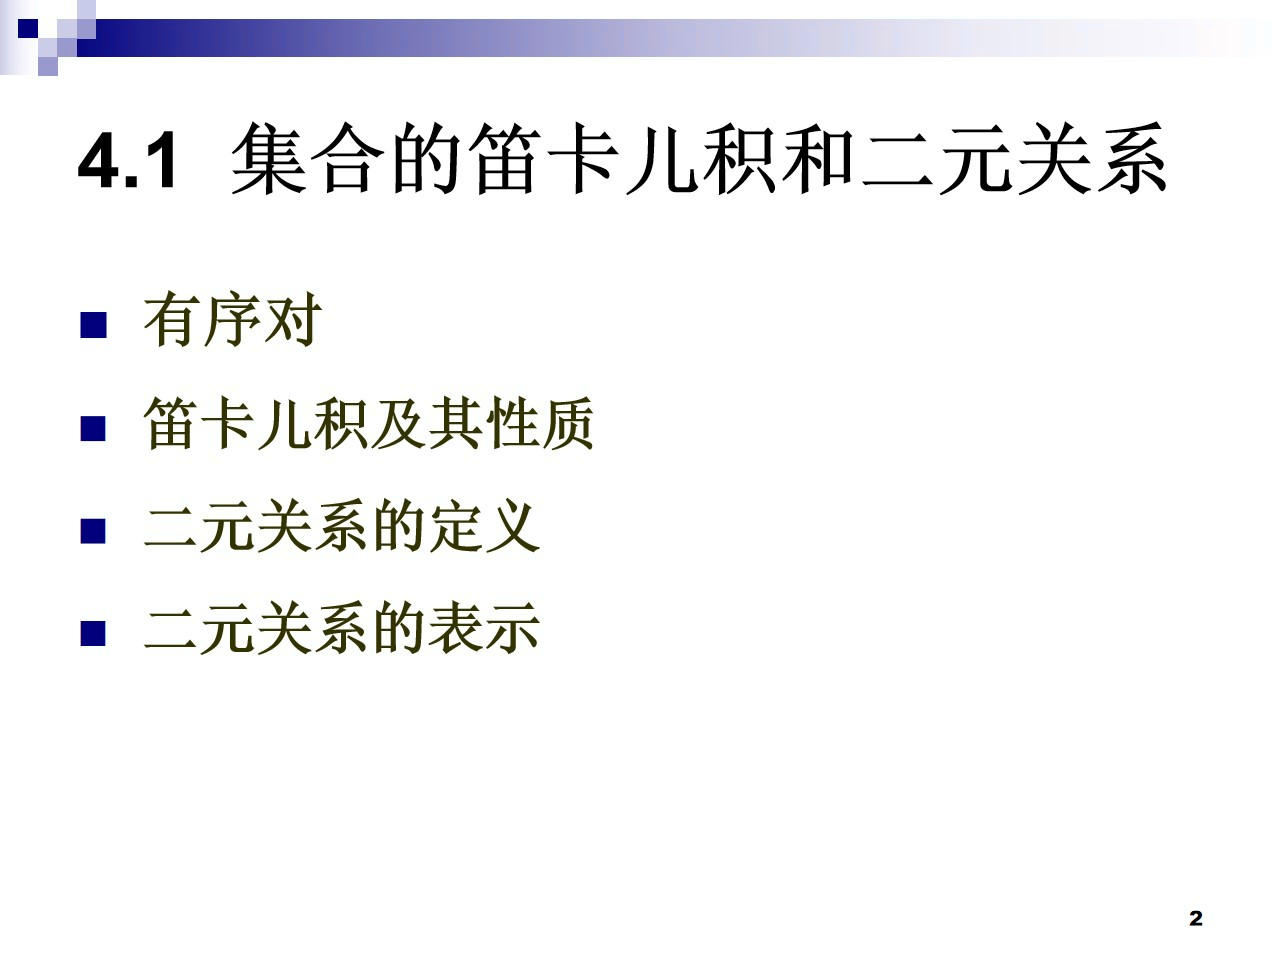 4.1 集合的笛卡儿积和二元关系
有序对
笛卡儿积及其性质
二元关系的定义
二元关系的表示
2